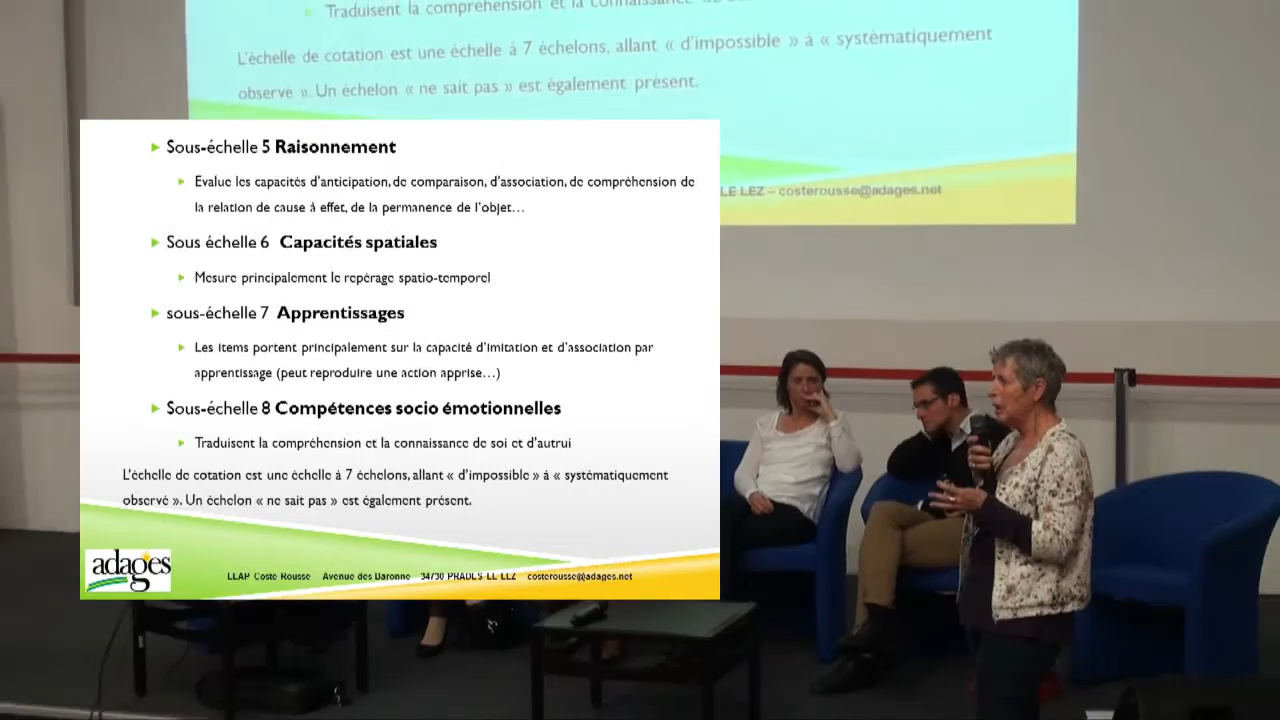 Traduisent la compréhension et la connaissance de
L'échelle de cotation est une échelle à 7 échelons, allant « d'impossible » à « systématiquement
observé ». Un échelon « ne sait pas » est également présent.
LE LEZ – costerousse@adages.net
Sous-échelle 5 Raisonnement
Evalue les capacités d'anticipation, de comparaison, d'association, de compréhension de
la relation de cause à effet, de la permanence de l'objet…
Sous échelle 6 Capacités spatiales
Mesure principalement le repérage spatio-temporel
sous-échelle 7 Apprentissages
Les items portent principalement sur la capacité d'imitation et d'association par
apprentissage (peut reproduire une action apprise…)
Sous-échelle 8 Compétences socio émotionnelles
Traduisent la compréhension et la connaissance de soi et d'autrui
L'échelle de cotation est une échelle à 7 échelons, allant « d'impossible » à « systématiquement
observé ». Un échelon « ne sait pas » est également présent.
adages
Coste Rousse Avenue des Baronne 34730 PRADES LE LEZ costerousse@adages.net